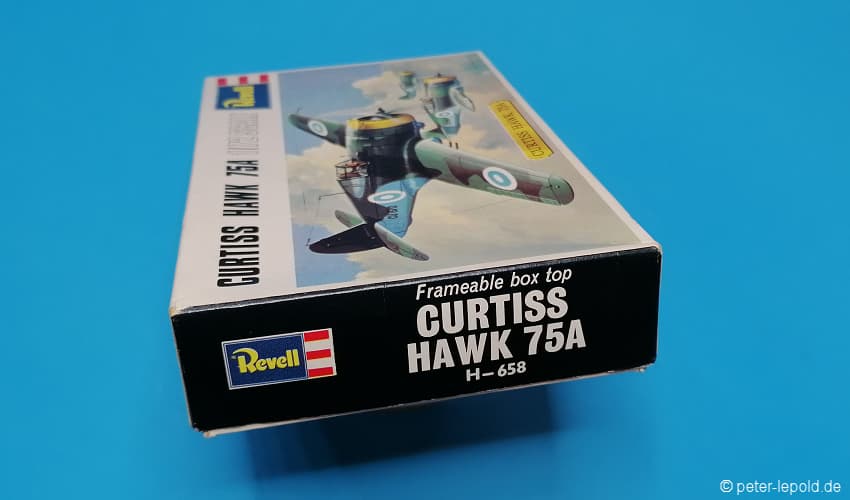 Revell
CURTISS HAWK 75A
CURTISS HAWK 75A
Frameable box top
CURTISS
HAWK 75A
H-658
Revell
© peter-lepold.de